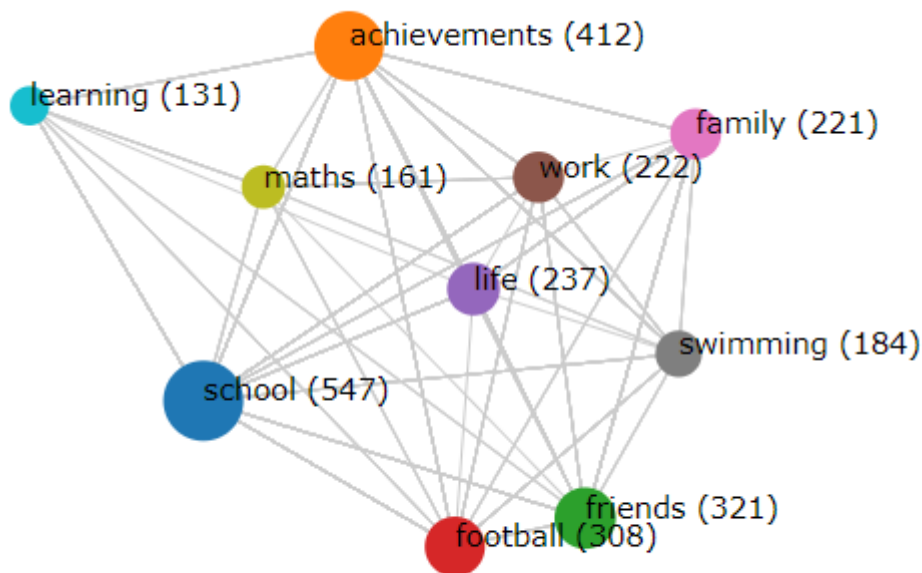 achievements (412)
learning (131)
family (221)
work (222)
maths (161)
life (237)
swimming (184)
school (547)
friends (321)
football (308)